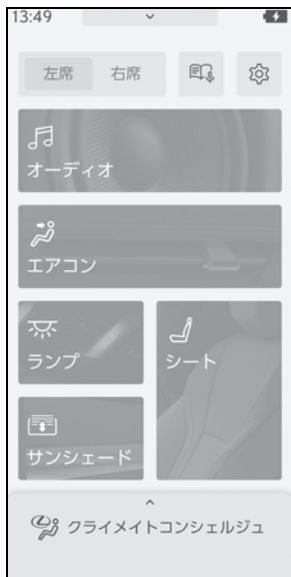 13:49
左席 右席
オーディオ
エアコン
ランプ
シート
サンシェード
クライメイトコンシェルジュ